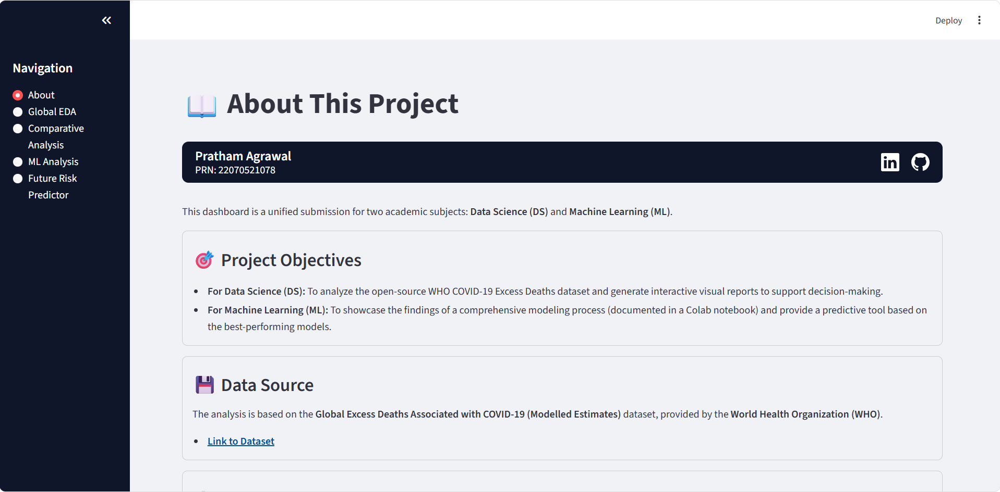 Deploy
Navigation
About
Global EDA
Comparative
Analysis
ML Analysis
Future Risk
Predictor
About This Project
Pratham Agrawal
PRN: 22070521078
in
This dashboard is a unified submission for two academic subjects: Data Science (DS) and Machine Learning (ML).
Project Objectives
• For Data Science (DS): To analyze the open-source WHO COVID-19 Excess Deaths dataset and generate interactive visual reports to support decision-making.
• For Machine Learning (ML): To showcase the findings of a comprehensive modeling process (documented in a Colab notebook) and provide a predictive tool based on
the best-performing models.
Data Source
The analysis is based on the Global Excess Deaths Associated with COVID-19 (Modelled Estimates) dataset, provided by the World Health Organization (WHO).
• Link to Dataset